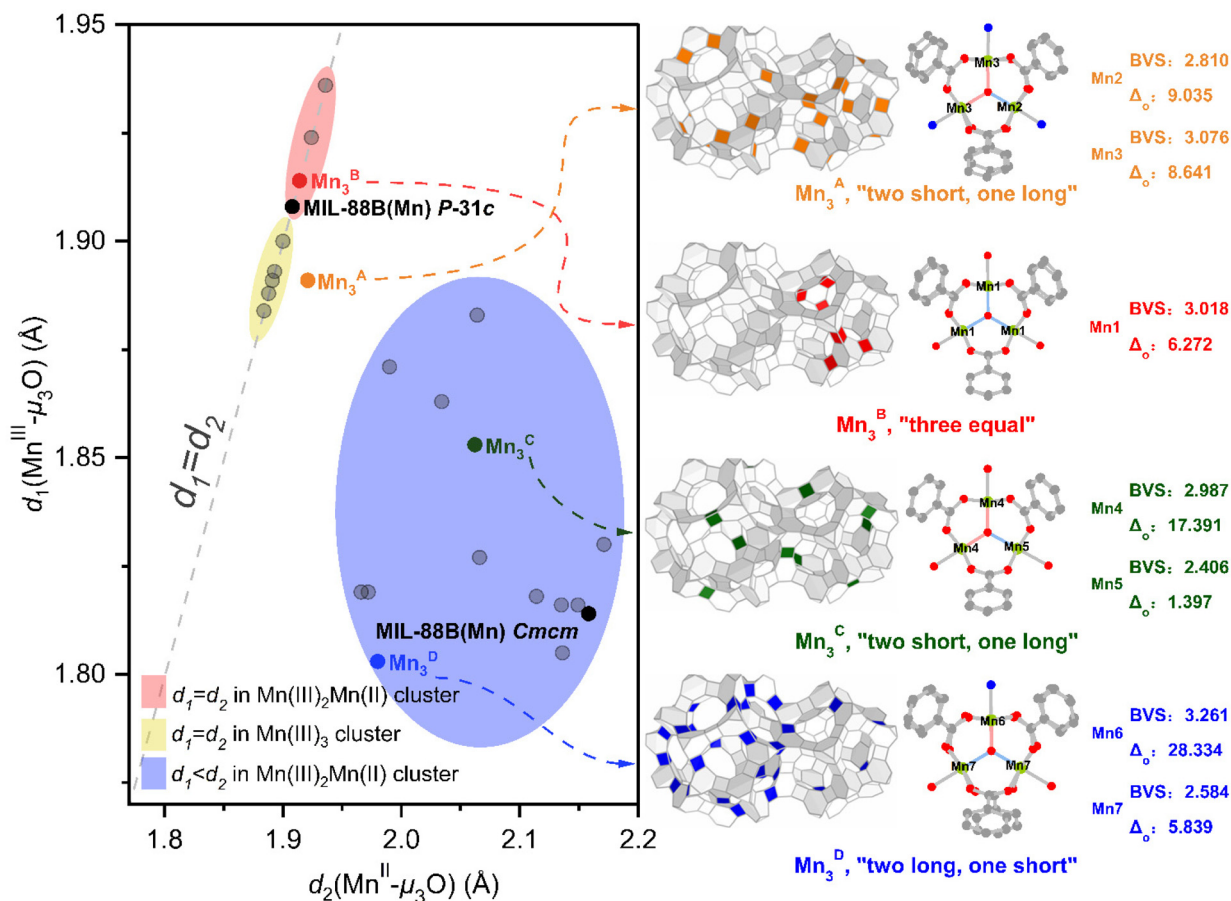 1.95
1.90
1.85
1.80
d₁(Mnᴵᴵᴵ-μ₃O) (Å)
1.8
1.9
2.0
2.1
2.2
d₂(Mnᴵᴵ-μ₃O) (Å)
d₁=d₂
Mn₃ᴮ
MIL-88B(Mn) P-31c
Mn₃ᴬ
Mn₃ᶜ
MIL-88B(Mn) Cmcm
Mn₃ᴰ
d₁=d₂ in Mn(III)₂Mn(II) cluster
d₁=d₂ in Mn(III)₃ cluster
d₁<d₂ in Mn(III)₂Mn(II) cluster
Mn3
Mn3
Mn2
Mn2
BVS: 2.810
Δₒ: 9.035
Mn3
BVS: 3.076
Δₒ: 8.641
Mn₃ᴬ, "two short, one long"
Mn1
Mn1
Mn1
Mn1
BVS: 3.018
Δₒ: 6.272
Mn₃ᴮ, "three equal"
Mn4
Mn4
Mn5
Mn4
BVS: 2.987
Δₒ: 17.391
Mn5
BVS: 2.406
Δₒ: 1.397
Mn₃ᶜ, "two short, one long"
Mn6
Mn7
Mn7
Mn6
BVS: 3.261
Δₒ: 28.334
Mn7
BVS: 2.584
Δₒ: 5.839
Mn₃ᴰ, "two long, one short"